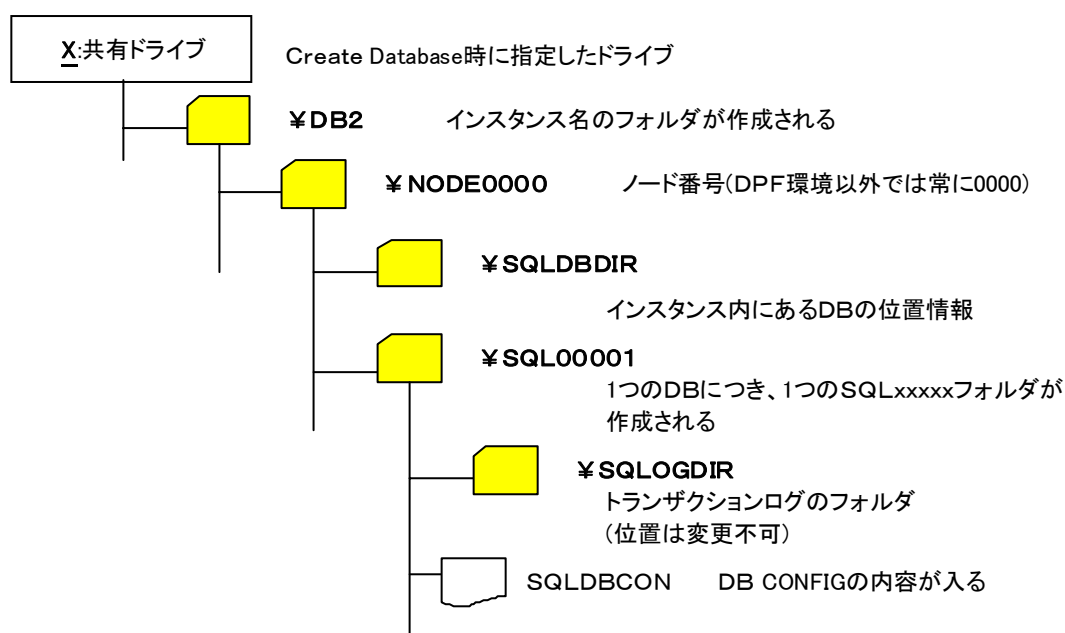 X:共有ドライブ
Create Database時に指定したドライブ
¥DB2 インスタンス名のフォルダが作成される
¥NODE0000 ノード番号(DPF環境以外では常に0000)
¥SQLDBDIR
インスタンス内にあるDBの位置情報
¥SQL00001
1つのDBにつき、1つのSQLxxxxxフォルダが
作成される
¥SQLOGDIR
トランザクションログのフォルダ
(位置は変更不可)
SQLDBCON DB CONFIGの内容が入る